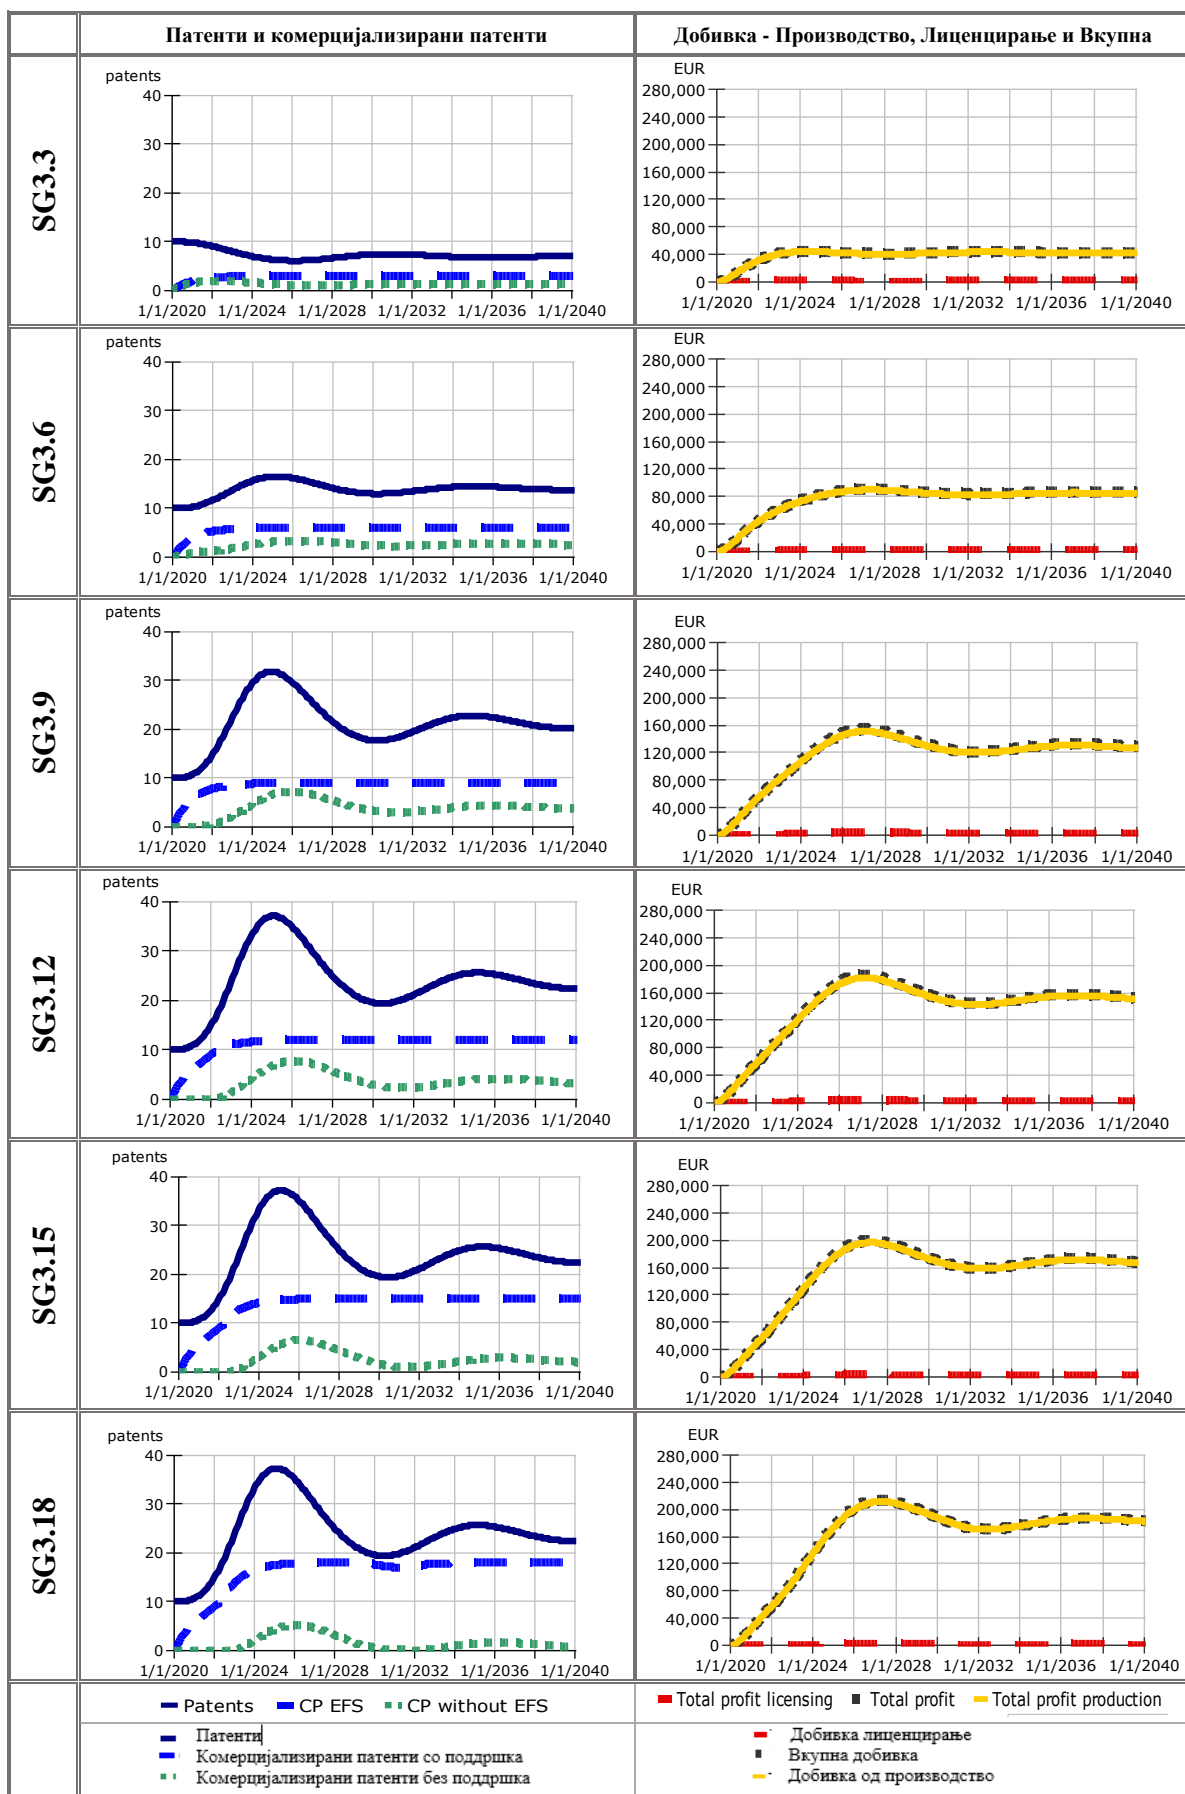 Патенти и комерцијализирани патенти
Добивка - Производство, Лиценцирање и Вкупна
SG3.3
patents
40
30
20
10
0
1/1/2020 1/1/2024 1/1/2028 1/1/2032 1/1/2036 1/1/2040
EUR
280,000
240,000
200,000
160,000
120,000
80,000
40,000
0
1/1/2020 1/1/2024 1/1/2028 1/1/2032 1/1/2036 1/1/2040
SG3.6
patents
40
30
20
10
0
1/1/2020 1/1/2024 1/1/2028 1/1/2032 1/1/2036 1/1/2040
EUR
280,000
240,000
200,000
160,000
120,000
80,000
40,000
0
1/1/2020 1/1/2024 1/1/2028 1/1/2032 1/1/2036 1/1/2040
SG3.9
patents
40
30
20
10
0
1/1/2020 1/1/2024 1/1/2028 1/1/2032 1/1/2036 1/1/2040
EUR
280,000
240,000
200,000
160,000
120,000
80,000
40,000
0
1/1/2020 1/1/2024 1/1/2028 1/1/2032 1/1/2036 1/1/2040
SG3.12
patents
40
30
20
10
0
1/1/2020 1/1/2024 1/1/2028 1/1/2032 1/1/2036 1/1/2040
EUR
280,000
240,000
200,000
160,000
120,000
80,000
40,000
0
1/1/2020 1/1/2024 1/1/2028 1/1/2032 1/1/2036 1/1/2040
SG3.15
patents
40
30
20
10
0
1/1/2020 1/1/2024 1/1/2028 1/1/2032 1/1/2036 1/1/2040
EUR
280,000
240,000
200,000
160,000
120,000
80,000
40,000
0
1/1/2020 1/1/2024 1/1/2028 1/1/2032 1/1/2036 1/1/2040
SG3.18
patents
40
30
20
10
0
1/1/2020 1/1/2024 1/1/2028 1/1/2032 1/1/2036 1/1/2040
EUR
280,000
240,000
200,000
160,000
120,000
80,000
40,000
0
1/1/2020 1/1/2024 1/1/2028 1/1/2032 1/1/2036 1/1/2040
Patents CP EFS CP without EFS
Патенти
Комерцијализирани патенти со поддршка
Комерцијализирани патенти без поддршка
Total profit licensing Total profit Total profit production
Добивка лиценцирање
Вкупна добивка
Добивка од производство